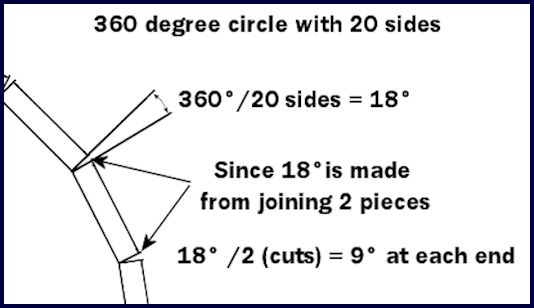 360 degree circle with 20 sides
360°/20 sides = 18°
Since 18°is made
from joining 2 pieces
18° /2 (cuts) = 9° at each end